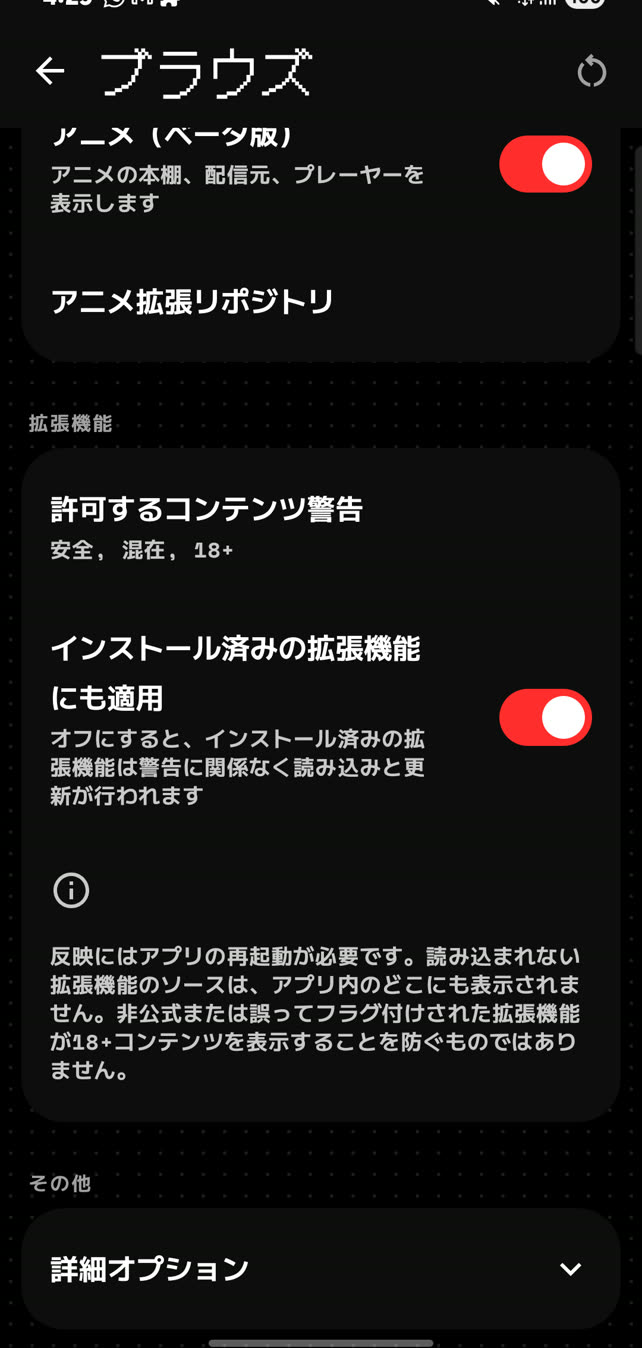 ブラウズ
アニメ（ベータ版）
アニメの本棚、配信元、プレーヤーを
表示します
アニメ拡張リポジトリ
拡張機能
許可するコンテンツ警告
安全, 混在, 18+
インストール済みの拡張機能
にも適用
オフにすると、インストール済みの拡
張機能は警告に関係なく読み込みと更
新が行われます
反映にはアプリの再起動が必要です。読み込まれない
拡張機能のソースは、アプリ内のどこにも表示されま
せん。非公式または誤ってフラグ付けされた拡張機能
が18+コンテンツを表示することを防ぐものではあり
ません。
その他
詳細オプション